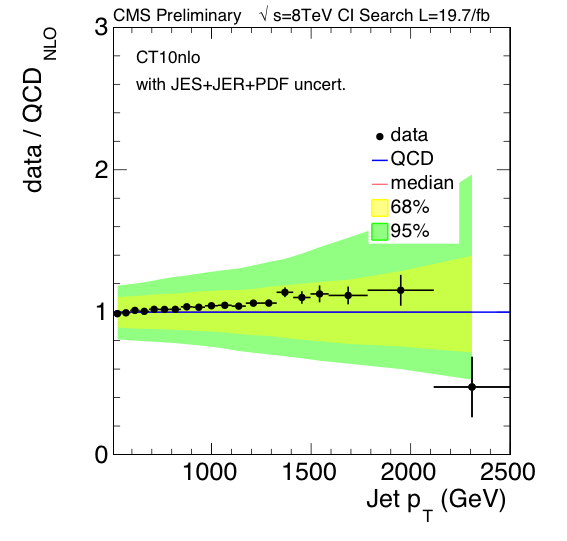 CMS Preliminary √ s=8TeV CI Search L=19.7/fb
3
CT10nlo
with JES+JER+PDF uncert.
data / QCD NLO
data
QCD
median
68%
95%
2
1
0
1000 1500 2000 2500
Jet p T (GeV)